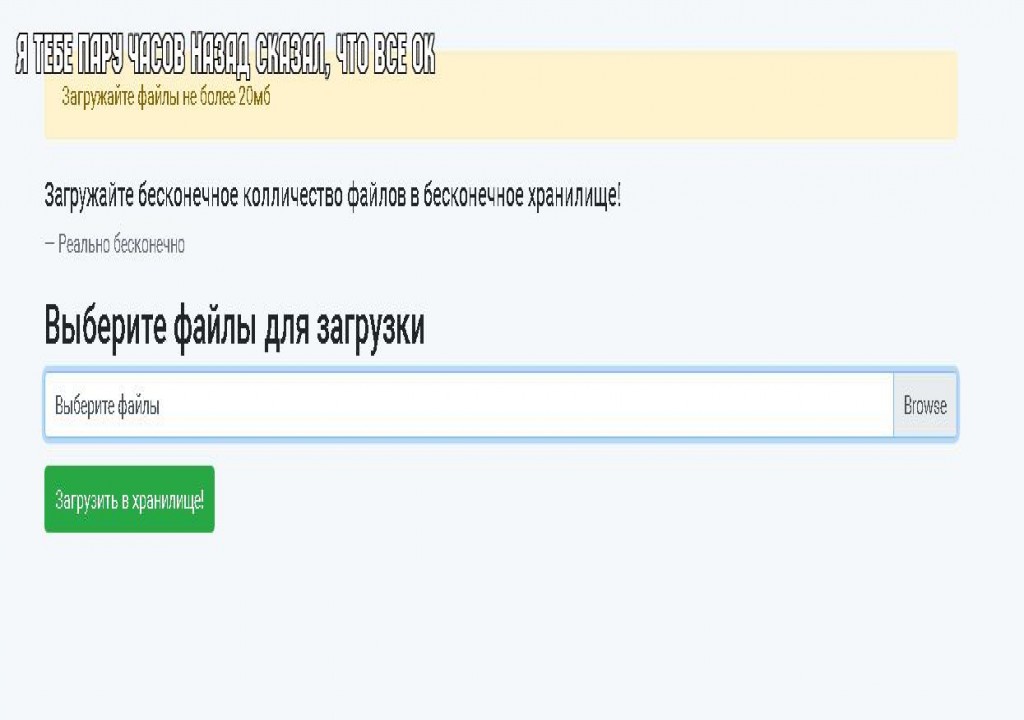 Я ТЕБЕ ПАРУ ЧАСОВ НАЗАД СКАЗАЛ, ЧТО ВСЕ ОК
Загружайте файлы не более 20мб
Загружайте бесконечное колличество файлов в бесконечное хранилище!
— Реально бесконечно
Выберите файлы для загрузки
Выберите файлы Browse
Загрузить в хранилище!